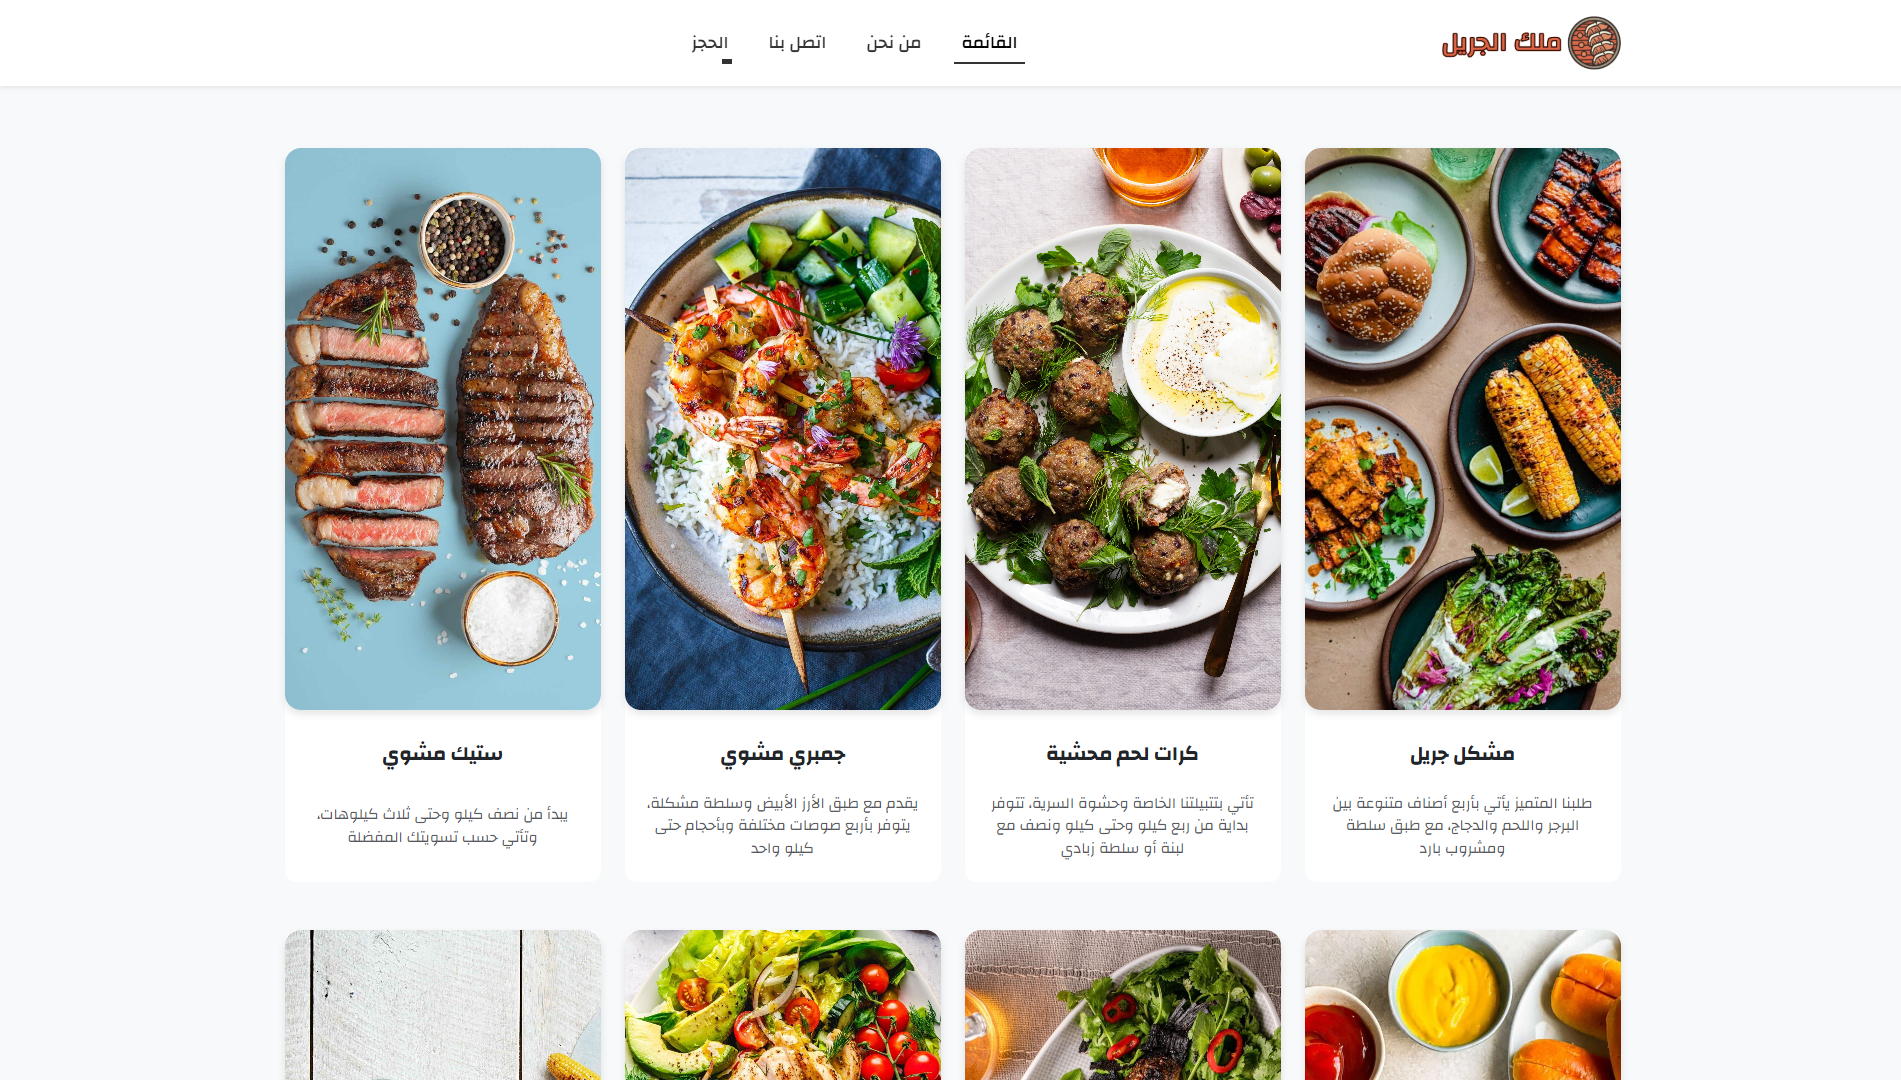 ملك الجريل
القائمة
من نحن
اتصل بنا
الحجز
مشكل جريل
طلبنا المتميز يأتي بأربع أصناف متنوعة بين
البرجر واللحم والدجاج، مع طبق سلطة
ومشروب بارد
كرات لحم محشية
تأتي بتتبيلتنا الخاصة وحشوة السرية، تتوفر
بداية من ربع كيلو وحتى كيلو ونصف مع
لبنة أو سلطة زبادي
جمبري مشوي
يقدم مع طبق الأرز الأبيض وسلطة مشكلة،
يتوفر بأربع صوصات مختلفة وبأحجام حتى
كيلو واحد
ستيك مشوي
يبدأ من نصف كيلو وحتى ثلاث كيلوهات،
وتأتي حسب تسويتك المفضلة